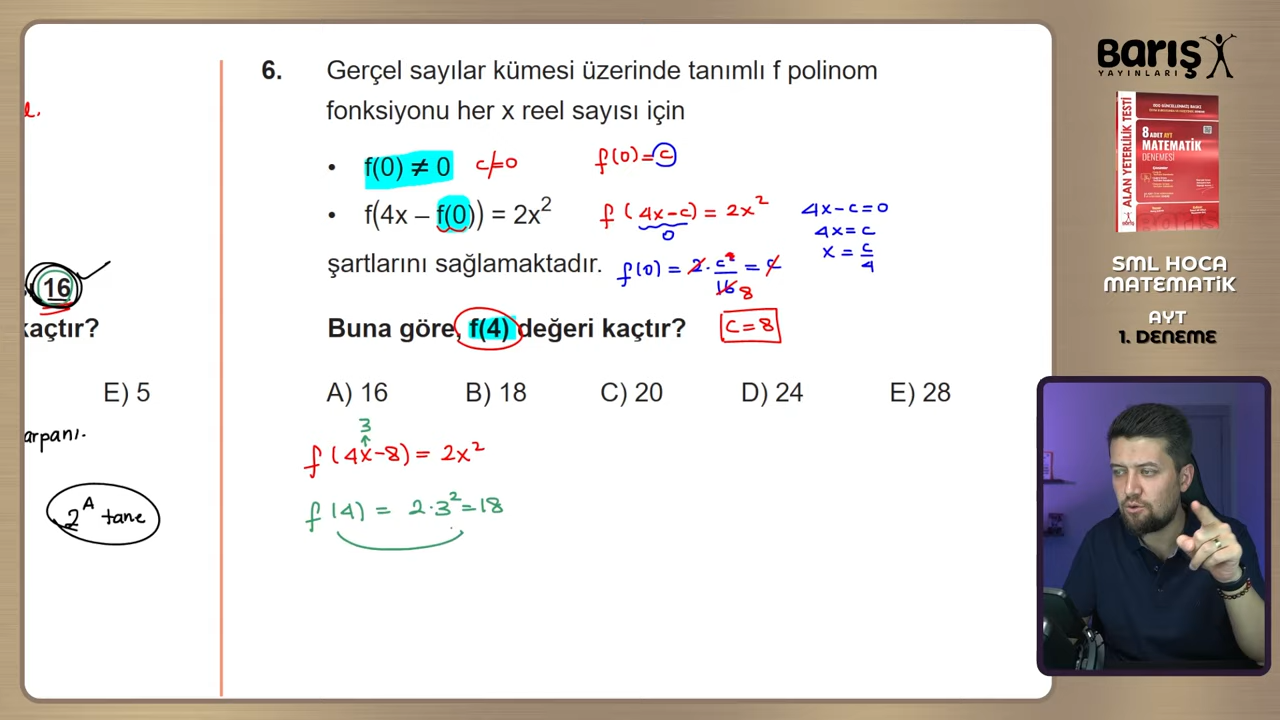 6. Gerçel sayılar kümesi üzerinde tanımlı f polinom
fonksiyonu her x reel sayısı için
• f(0) ≠ 0 c≠0 f(0)=c
• f(4x – f(0)) = 2x² f(4x-c) = 2x² 4x-c=0
0 4x=c
x = c/4
şartlarını sağlamaktadır. f(0) = 2·c²/16 = c
8
Buna göre, f(4) değeri kaçtır? c=8
A) 16 B) 18 C) 20 D) 24 E) 28
3
↑
f(4x-8) = 2x²
f(4) = 2·3²=18
16
kaçtır?
E) 5
arpanı.
2^A tane
BARIŞ
YAYINLARI
ALAN YETERLİLİK TESTİ
8 ADET AYT
MATEMATİK
DENEMESİ
SML HOCA
MATEMATİK
AYT
1. DENEME